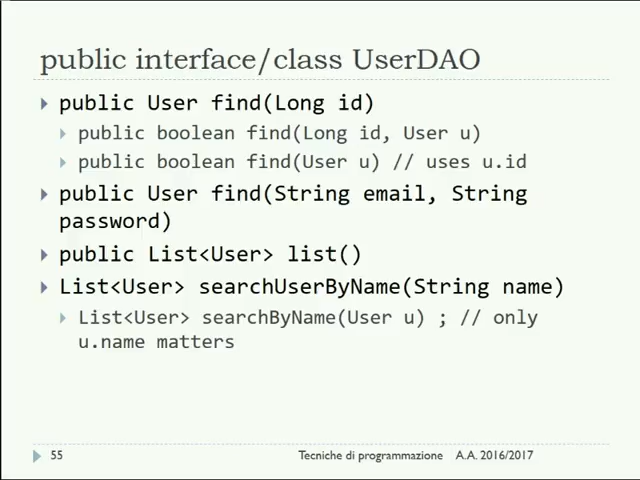 public interface/class UserDAO
public User find(Long id)
public boolean find(Long id, User u)
public boolean find(User u) // uses u.id
public User find(String email, String
password)
public List<User> list()
List<User> searchUserByName(String name)
List<User> searchByName(User u) ; // only
u.name matters
55 Tecniche di programmazione A.A. 2016/2017